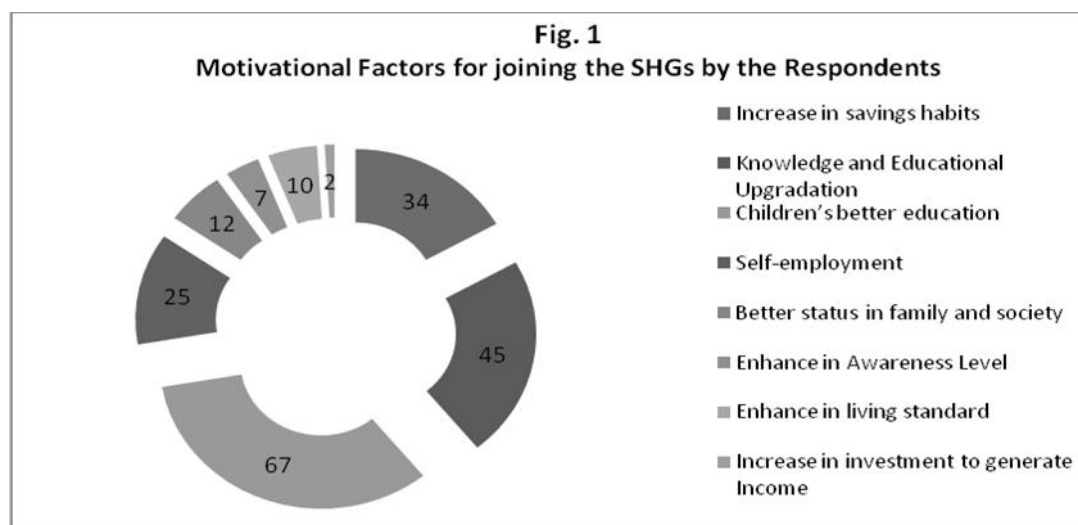 Fig. 1
Motivational Factors for joining the SHGs by the Respondents
34
45
67
25
12
7
10
2
Increase in savings habits
Knowledge and Educational
Upgradation
Children's better education
Self-employment
Better status in family and society
Enhance in Awareness Level
Enhance in living standard
Increase in investment to generate
Income